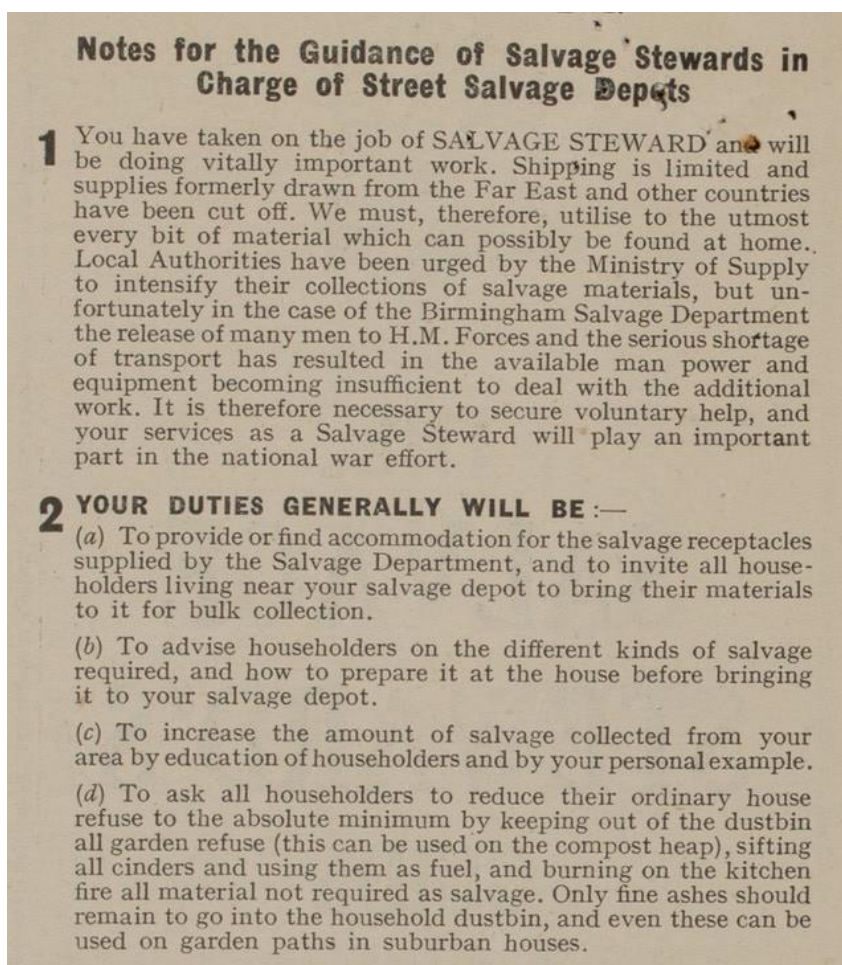 Notes for the Guidance of Salvage Stewards in
Charge of Street Salvage Depots
1 You have taken on the job of SALVAGE STEWARD and will
be doing vitally important work. Shipping is limited and
supplies formerly drawn from the Far East and other countries
have been cut off. We must, therefore, utilise to the utmost
every bit of material which can possibly be found at home.
Local Authorities have been urged by the Ministry of Supply
to intensify their collections of salvage materials, but un-
fortunately in the case of the Birmingham Salvage Department
the release of many men to H.M. Forces and the serious shortage
of transport has resulted in the available man power and
equipment becoming insufficient to deal with the additional
work. It is therefore necessary to secure voluntary help, and
your services as a Salvage Steward will play an important
part in the national war effort.
2 YOUR DUTIES GENERALLY WILL BE :—
(a) To provide or find accommodation for the salvage receptacles
supplied by the Salvage Department, and to invite all house-
holders living near your salvage depot to bring their materials
to it for bulk collection.
(b) To advise householders on the different kinds of salvage
required, and how to prepare it at the house before bringing
it to your salvage depot.
(c) To increase the amount of salvage collected from your
area by education of householders and by your personal example.
(d) To ask all householders to reduce their ordinary house
refuse to the absolute minimum by keeping out of the dustbin
all garden refuse (this can be used on the compost heap), sifting
all cinders and using them as fuel, and burning on the kitchen
fire all material not required as salvage. Only fine ashes should
remain to go into the household dustbin, and even these can be
used on garden paths in suburban houses.